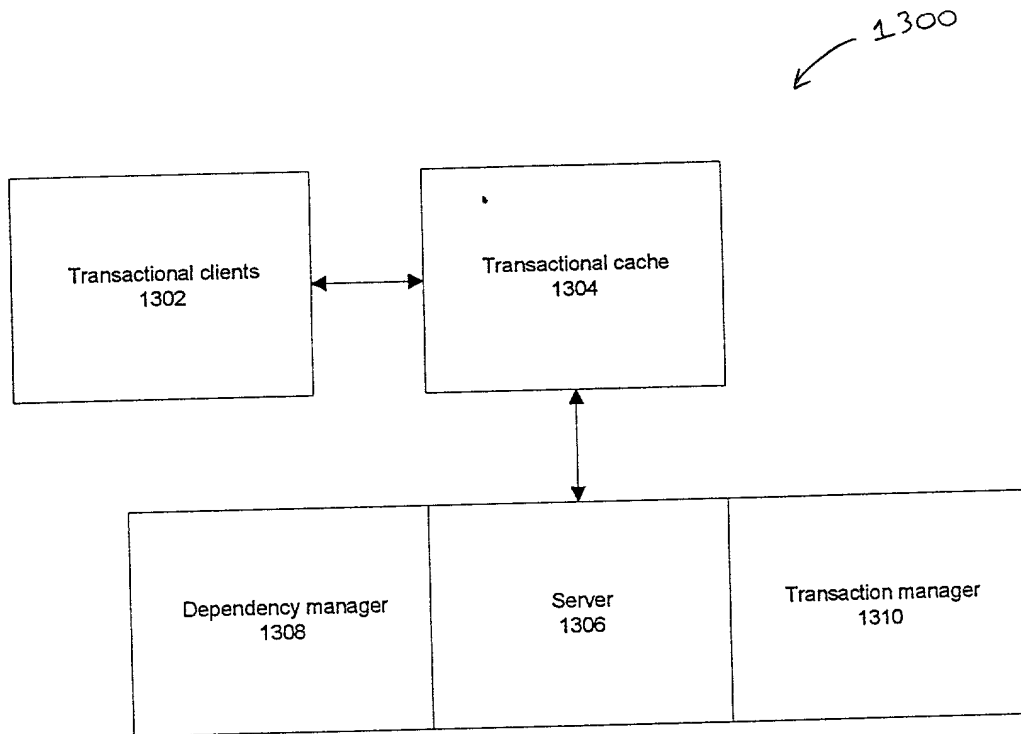 1300
Transactional clients
1302
Transactional cache
1304
Dependency manager
1308
Server
1306
Transaction manager
1310